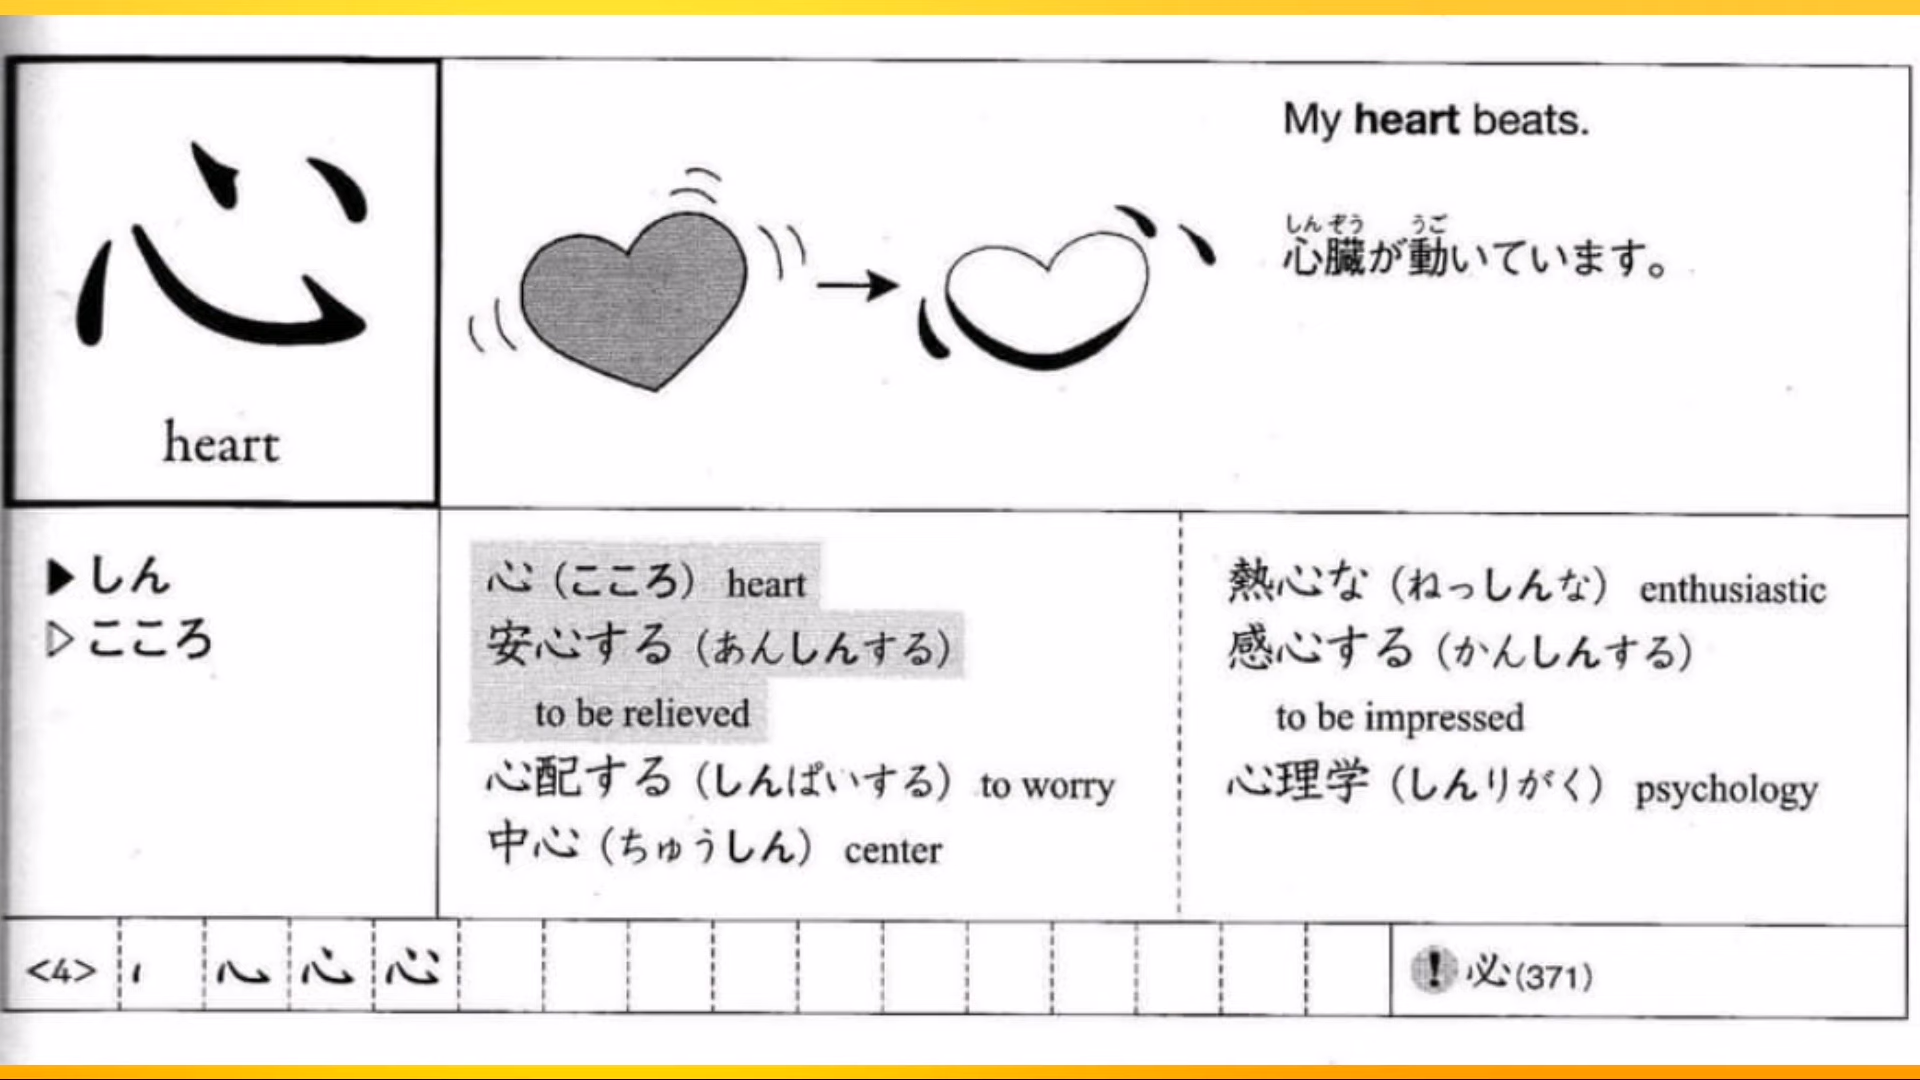 心
heart
My heart beats.
しんぞう うご
心臓が動いています。
▶しん
▷こころ
心（こころ） heart
安心する（あんしんする）
to be relieved
心配する（しんぱいする） to worry
中心（ちゅうしん） center
熱心な（ねっしんな） enthusiastic
感心する（かんしんする）
to be impressed
心理学（しんりがく） psychology
<4> 心
! 必(371)